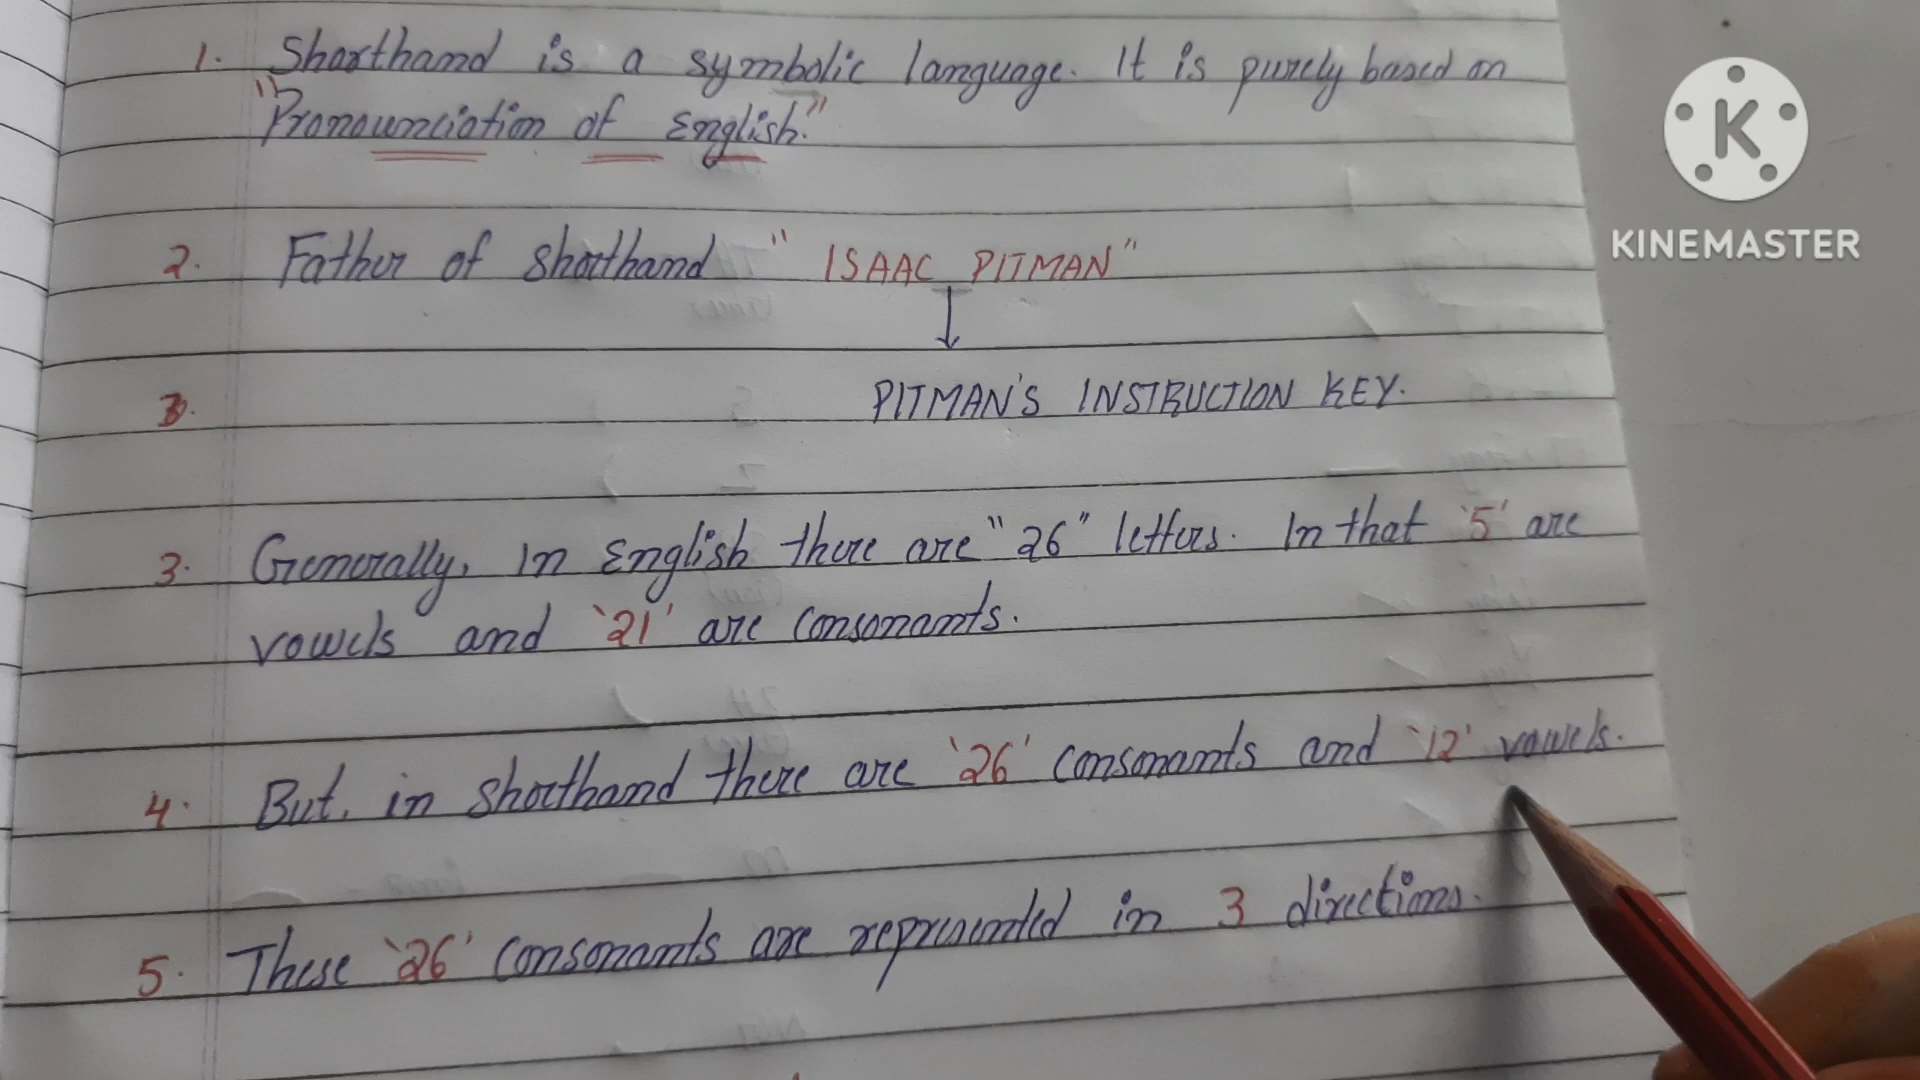 1. Shorthand is a symbolic language. It is purely based on
"Pronounciation of English."
2. Father of Shorthand "ISAAC PITMAN"
3. PITMAN'S INSTRUCTION KEY.
3. Generally, in English there are "26" letters. In that '5' are
vowels and '21' are consonants.
4. But, in Shorthand there are '26' consonants and '12' vowels.
5. These '26' consonants are represented in 3 directions.
K
KINEMASTER